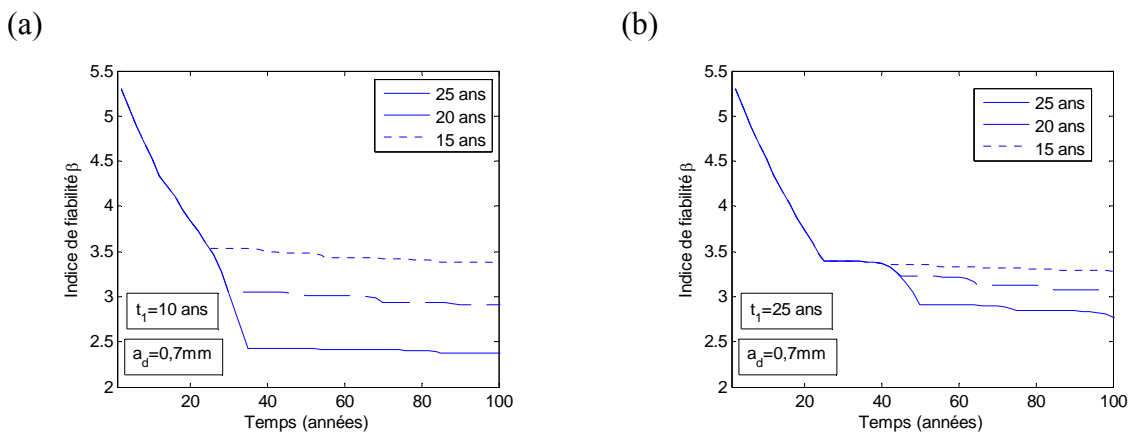 (a)
(b)
5.5
5
4.5
4
3.5
3
2.5
2
20
40
60
80
100
Indice de fiabilité β
Temps (années)
25 ans
20 ans
15 ans
t1=10 ans
ad=0,7mm
5.5
5
4.5
4
3.5
3
2.5
2
20
40
60
80
100
Indice de fiabilité β
Temps (années)
25 ans
20 ans
15 ans
t1=25 ans
ad=0,7mm